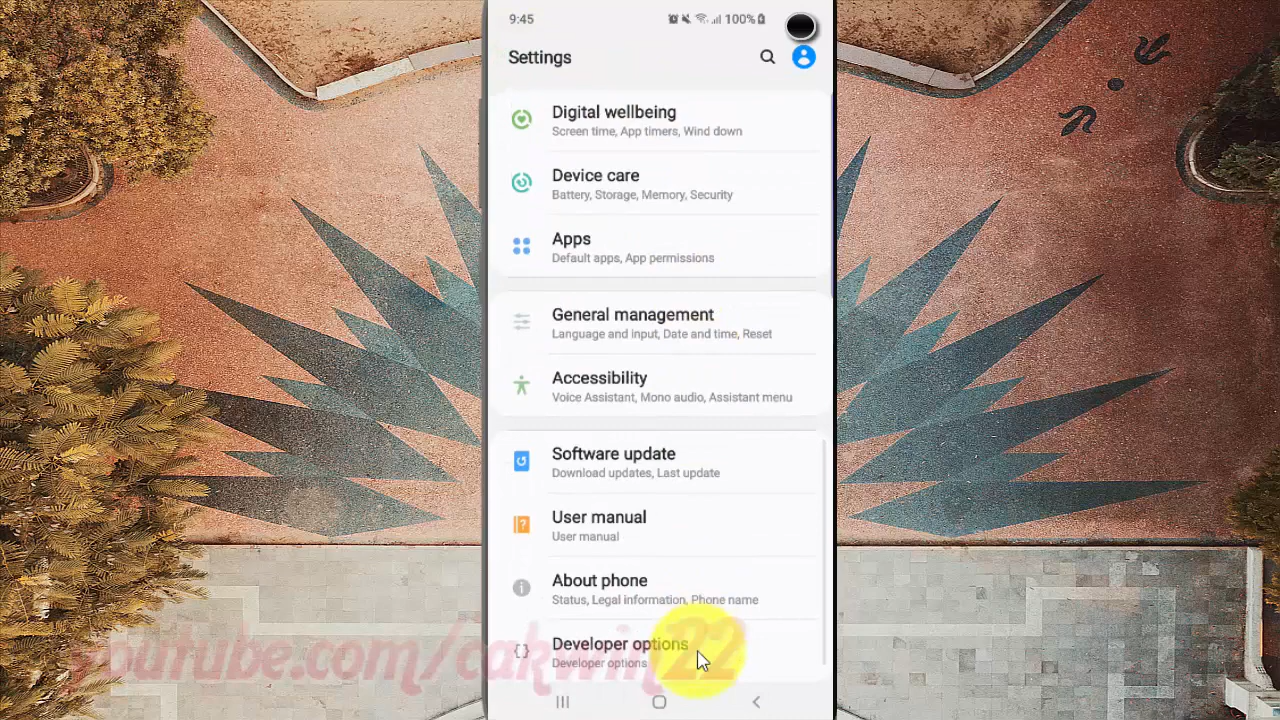 9:45
100%
Settings
Digital wellbeing
Screen time, App timers, Wind down
Device care
Battery, Storage, Memory, Security
Apps
Default apps, App permissions
General management
Language and input, Date and time, Reset
Accessibility
Voice Assistant, Mono audio, Assistant menu
Software update
Download updates, Last update
User manual
User manual
About phone
Status, Legal information, Phone name
Developer options
Developer options
youtube.com/oakwin22